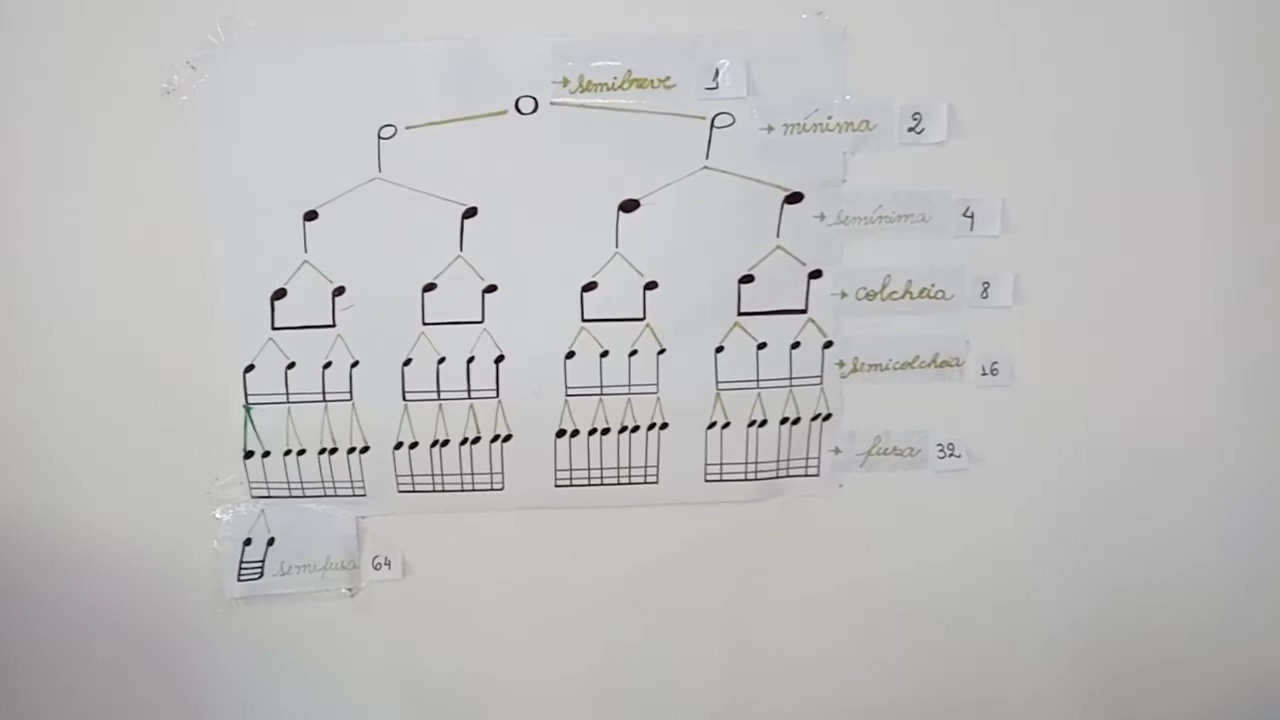 → semibreve 1
→ mínima 2
→ semínima 4
→ colcheia 8
→ semicolcheia 16
→ fusa 32
semifusa 64